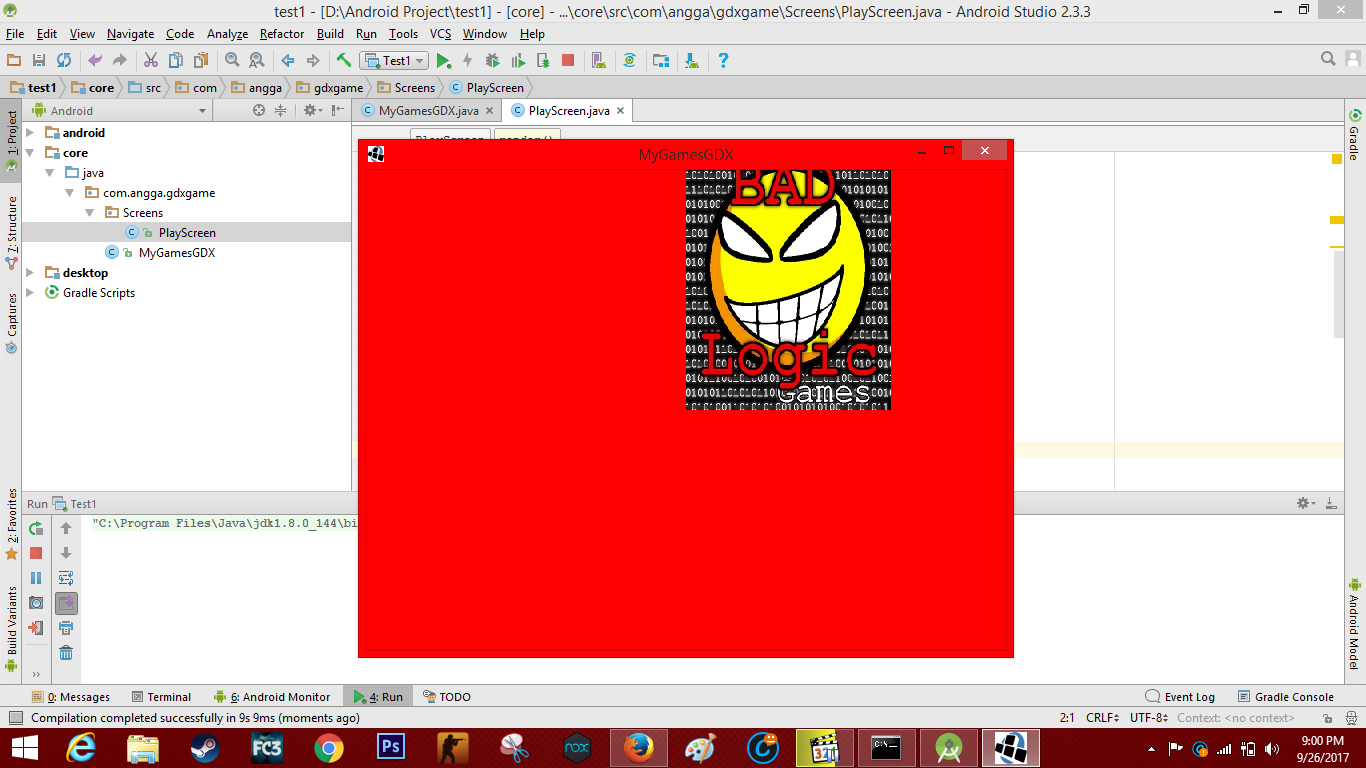 test1 - [D:\Android Project\test1] - [core] - ...\core\src\com\angga\gdxgame\Screens\PlayScreen.java - Android Studio 2.3.3
File Edit View Navigate Code Analyze Refactor Build Run Tools VCS Window Help
Test1
test1 core src com angga gdxgame Screens PlayScreen
1: Project
7: Structure
Captures
2: Favorites
Build Variants
Android
android
core
java
com.angga.gdxgame
Screens
PlayScreen
MyGamesGDX
desktop
Gradle Scripts
MyGamesGDX.java PlayScreen.java
PlayScreen render()
MyGamesGDX
BAD
Logic
Games
Gradle
Android Model
Run Test1
"C:\Program Files\Java\jdk1.8.0_144\bi
0: Messages Terminal 6: Android Monitor 4: Run TODO Event Log Gradle Console
Compilation completed successfully in 9s 9ms (moments ago) 2:1 CRLF UTF-8 Context: <no context>
FC3 Ps nox 321 C:\
9:00 PM
9/26/2017